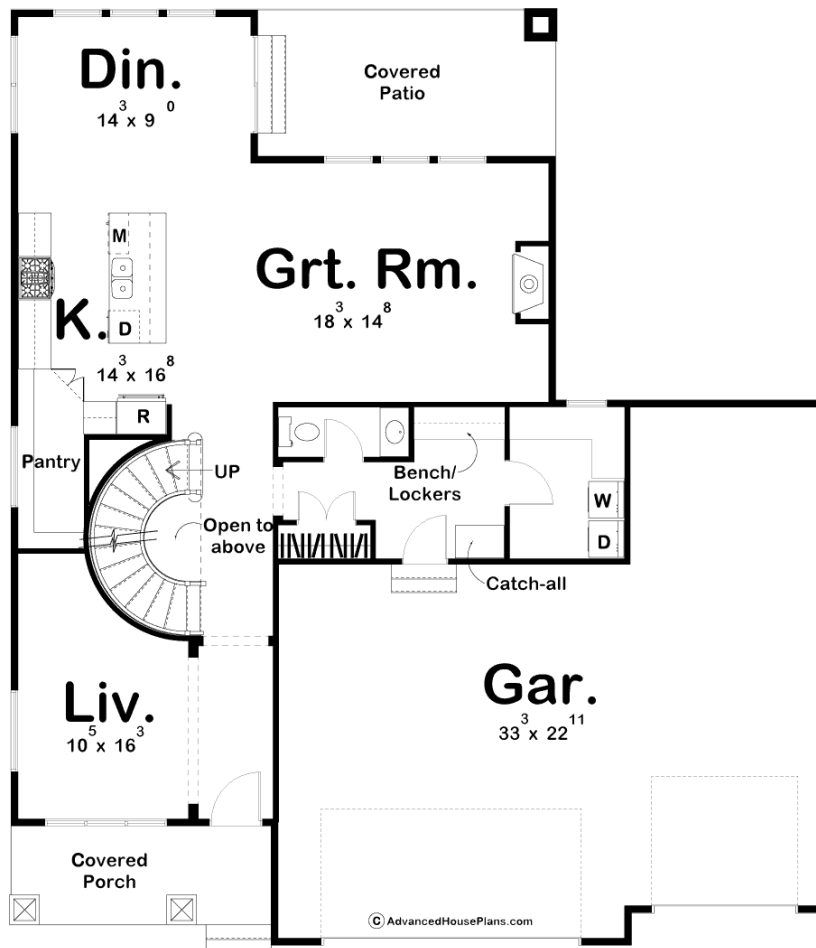 Din.
14³ x 9⁰
Covered
Patio
M
Grt. Rm.
18³ x 14⁸
K.
D
14³ x 16⁸
R
Pantry
UP
Bench/
Lockers
W
Open to
above
D
Catch-all
Liv.
10⁵ x 16³
Gar.
33³ x 22¹¹
Covered
Porch
© AdvancedHousePlans.com